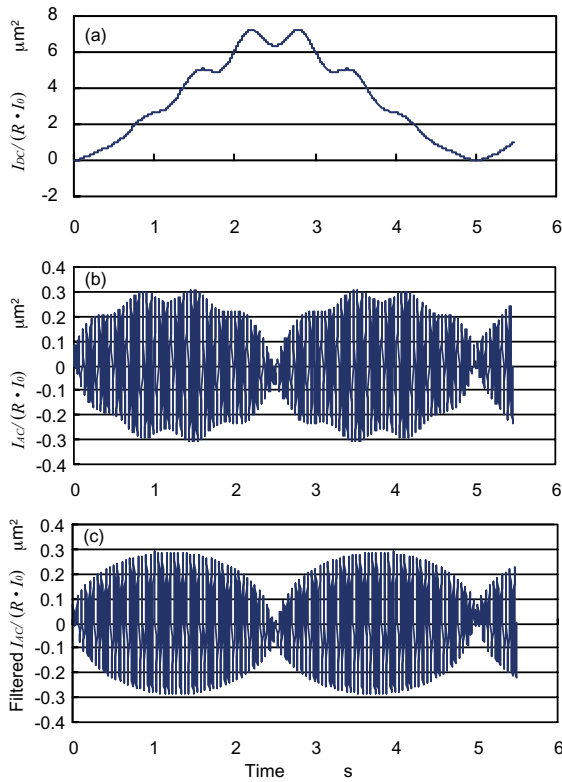 (a)
μm²
I_DC/(R•I_0)
8
6
4
2
0
-2
0 1 2 3 4 5 6
(b)
μm²
I_AC/(R•I_0)
0.4
0.3
0.2
0.1
0
-0.1
-0.2
-0.3
-0.4
0 1 2 3 4 5 6
(c)
μm²
Filtered I_AC/(R•I_0)
0.4
0.3
0.2
0.1
0
-0.1
-0.2
-0.3
-0.4
0 1 2 3 4 5 6
Time s